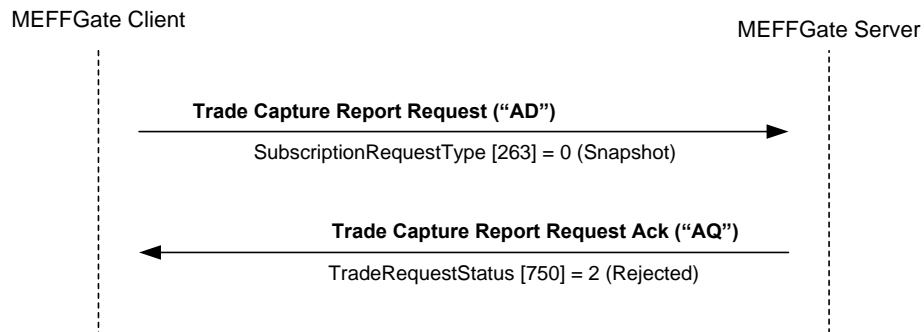 MEFFGate Client
MEFFGate Server
Trade Capture Report Request (“AD”)
SubscriptionRequestType [263] = 0 (Snapshot)
Trade Capture Report Request Ack (“AQ”)
TradeRequestStatus [750] = 2 (Rejected)